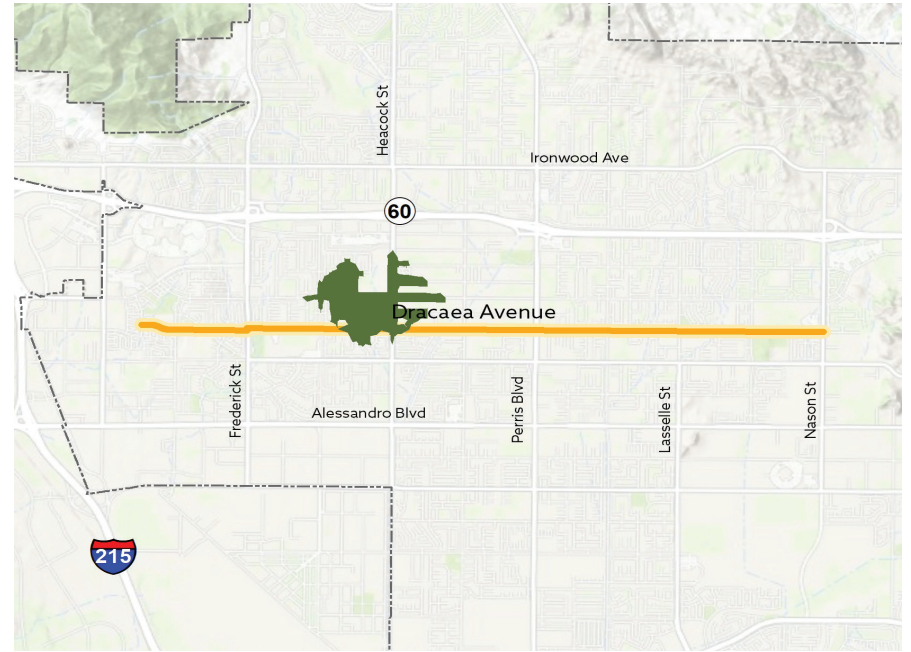 Heacock St
Ironwood Ave
60
Dracaea Avenue
Frederick St
Alessandro Blvd
Perris Blvd
Lasselle St
Nason St
215